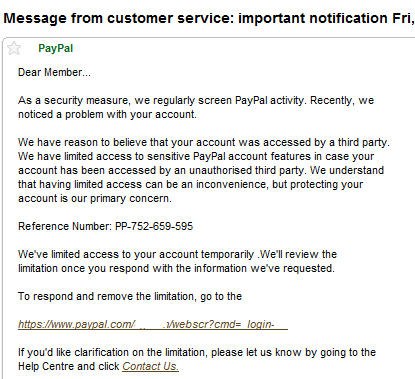 Message from customer service: important notification Fri,
PayPal
Dear Member...
As a security measure, we regularly screen PayPal activity. Recently, we
noticed a problem with your account.
We have reason to believe that your account was accessed by a third party.
We have limited access to sensitive PayPal account features in case your
account has been accessed by an unauthorised third party. We understand
that having limited access can be an inconvenience, but protecting your
account is our primary concern.
Reference Number: PP-752-659-595
We've limited access to your account temporarily .We'll review the
limitation once you respond with the information we've requested.
To respond and remove the limitation, go to the
https://www.paypal.com/ /webscr?cmd=_login-
If you'd like clarification on the limitation, please let us know by going to the
Help Centre and click Contact Us.